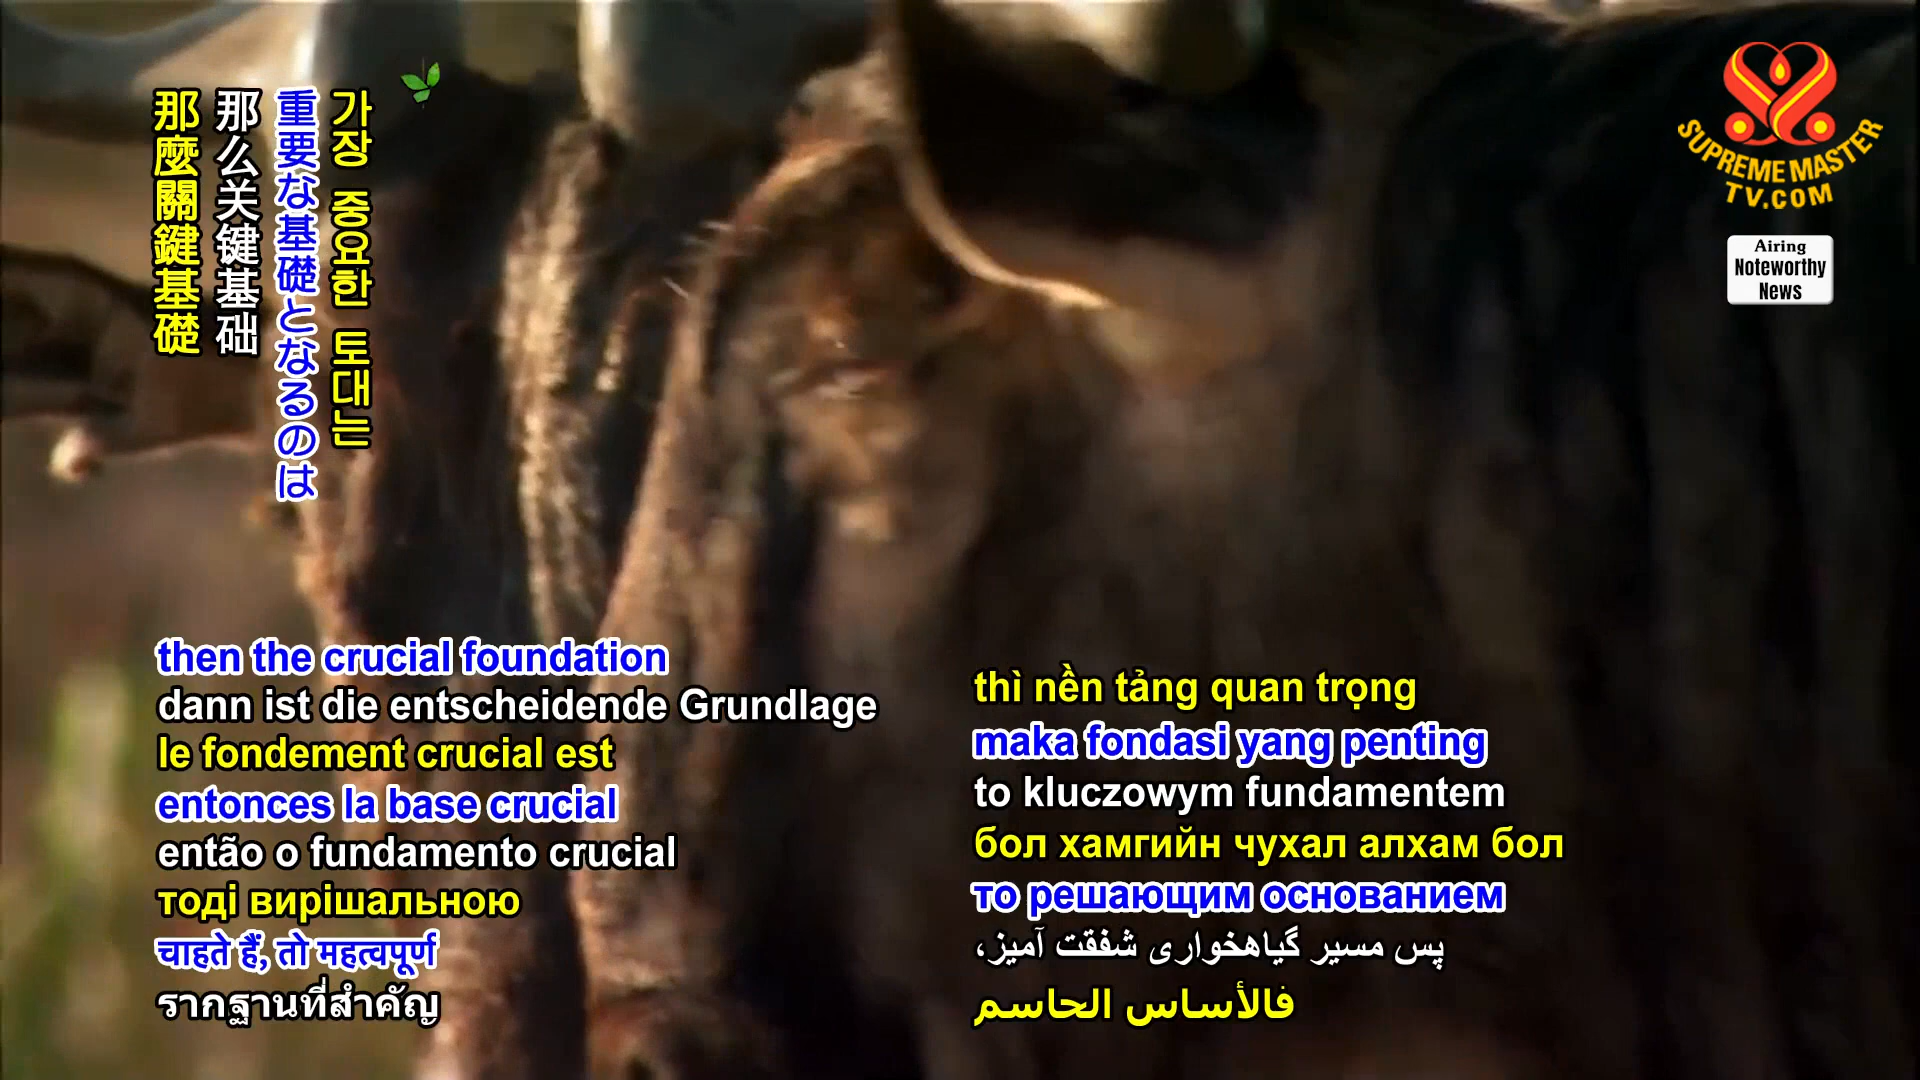 那麼關鍵基礎
那么关键基础
重要な基礎となるのは
가장 중요한 토대는
SUPREME MASTER
TV.COM
Airing
Noteworthy
News
then the crucial foundation
dann ist die entscheidende Grundlage
le fondement crucial est
entonces la base crucial
então o fundamento crucial
тоді вирішальною
चाहते हैं, तो महत्वपूर्ण
รากฐานที่สำคัญ
thì nền tảng quan trọng
maka fondasi yang penting
to kluczowym fundamentem
бол хамгийн чухал алхам бол
то решающим основанием
پس مسیر گیاهخواری شفقت آمیز،
فالأساس الحاسم